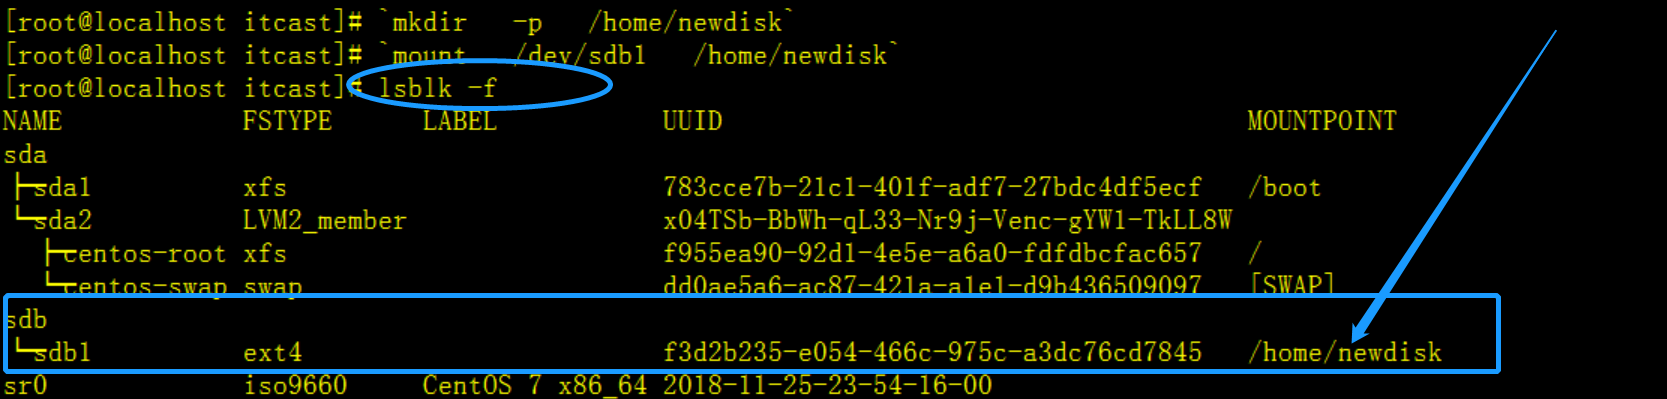 [root@localhost itcast]# `mkdir -p /home/newdisk`
[root@localhost itcast]# `mount /dev/sdb1 /home/newdisk`
[root@localhost itcast]# lsblk -f
NAME FSTYPE LABEL UUID MOUNTPOINT
sda
├─sda1 xfs 783cce7b-21c1-401f-adf7-27bdc4df5ecf /boot
└─sda2 LVM2_member x04TSb-BbWh-qL33-Nr9j-Venc-gYW1-TkLL8W
├─centos-root xfs f955ea90-92d1-4e5e-a6a0-fdfdbcfac657 /
└─centos-swap swap dd0ae5a6-ac87-421a-a1e1-d9b436509097 [SWAP]
sdb
└─sdb1 ext4 f3d2b235-e054-466c-975c-a3dc76cd7845 /home/newdisk
sr0 iso9660 CentOS 7 x86_64 2018-11-25-23-54-16-00